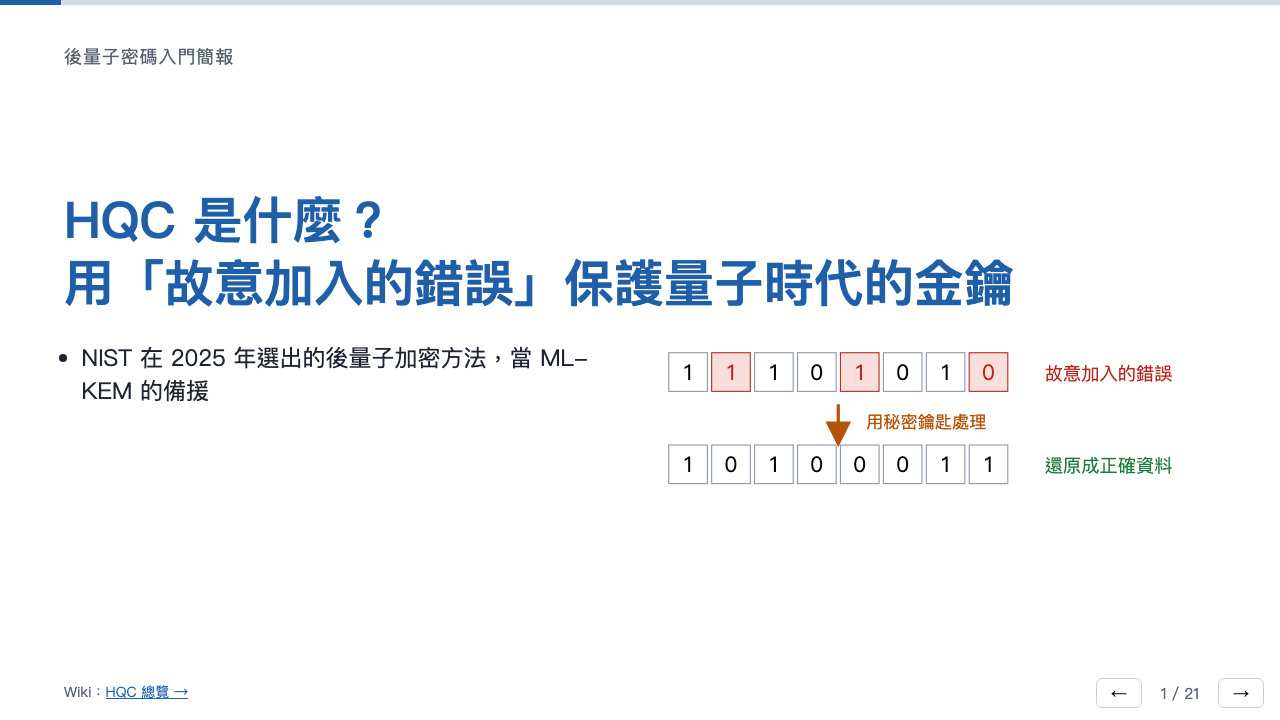 後量子密碼入門簡報
HQC 是什麼？
用「故意加入的錯誤」保護量子時代的金鑰
• NIST 在 2025 年選出的後量子加密方法，當 ML-
KEM 的備援
1 1 1 0 1 0 1 0 故意加入的錯誤
用秘密鑰匙處理
1 0 1 0 0 0 1 1 還原成正確資料
Wiki：HQC 總覽 →
← 1 / 21 →